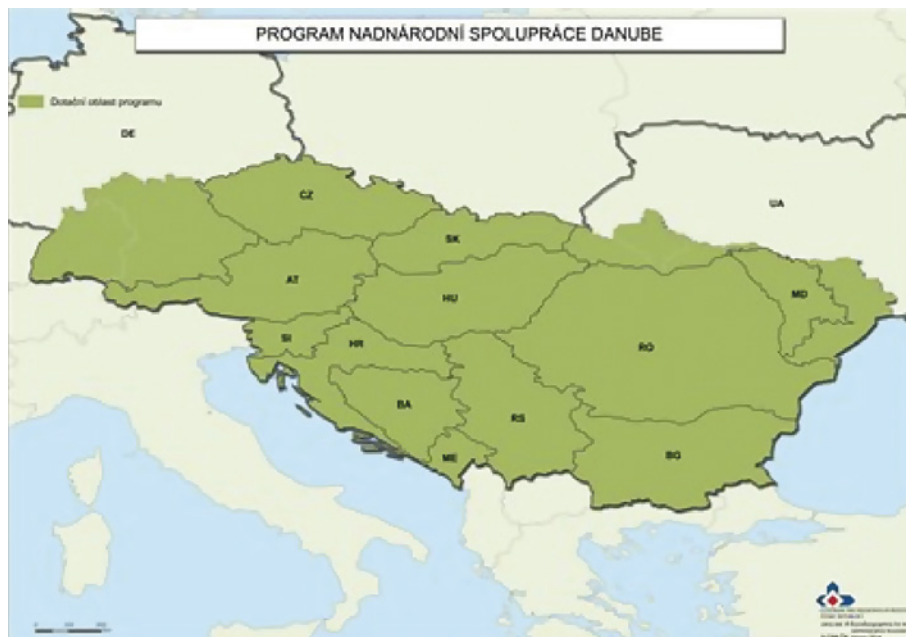 PROGRAM NADNÁRODNÍ SPOLUPRÁCE DANUBE
Dotační oblast programu
DE
CZ
UA
SK
AT
HU
MD
SI
HR
RO
BA
RS
ME
BG